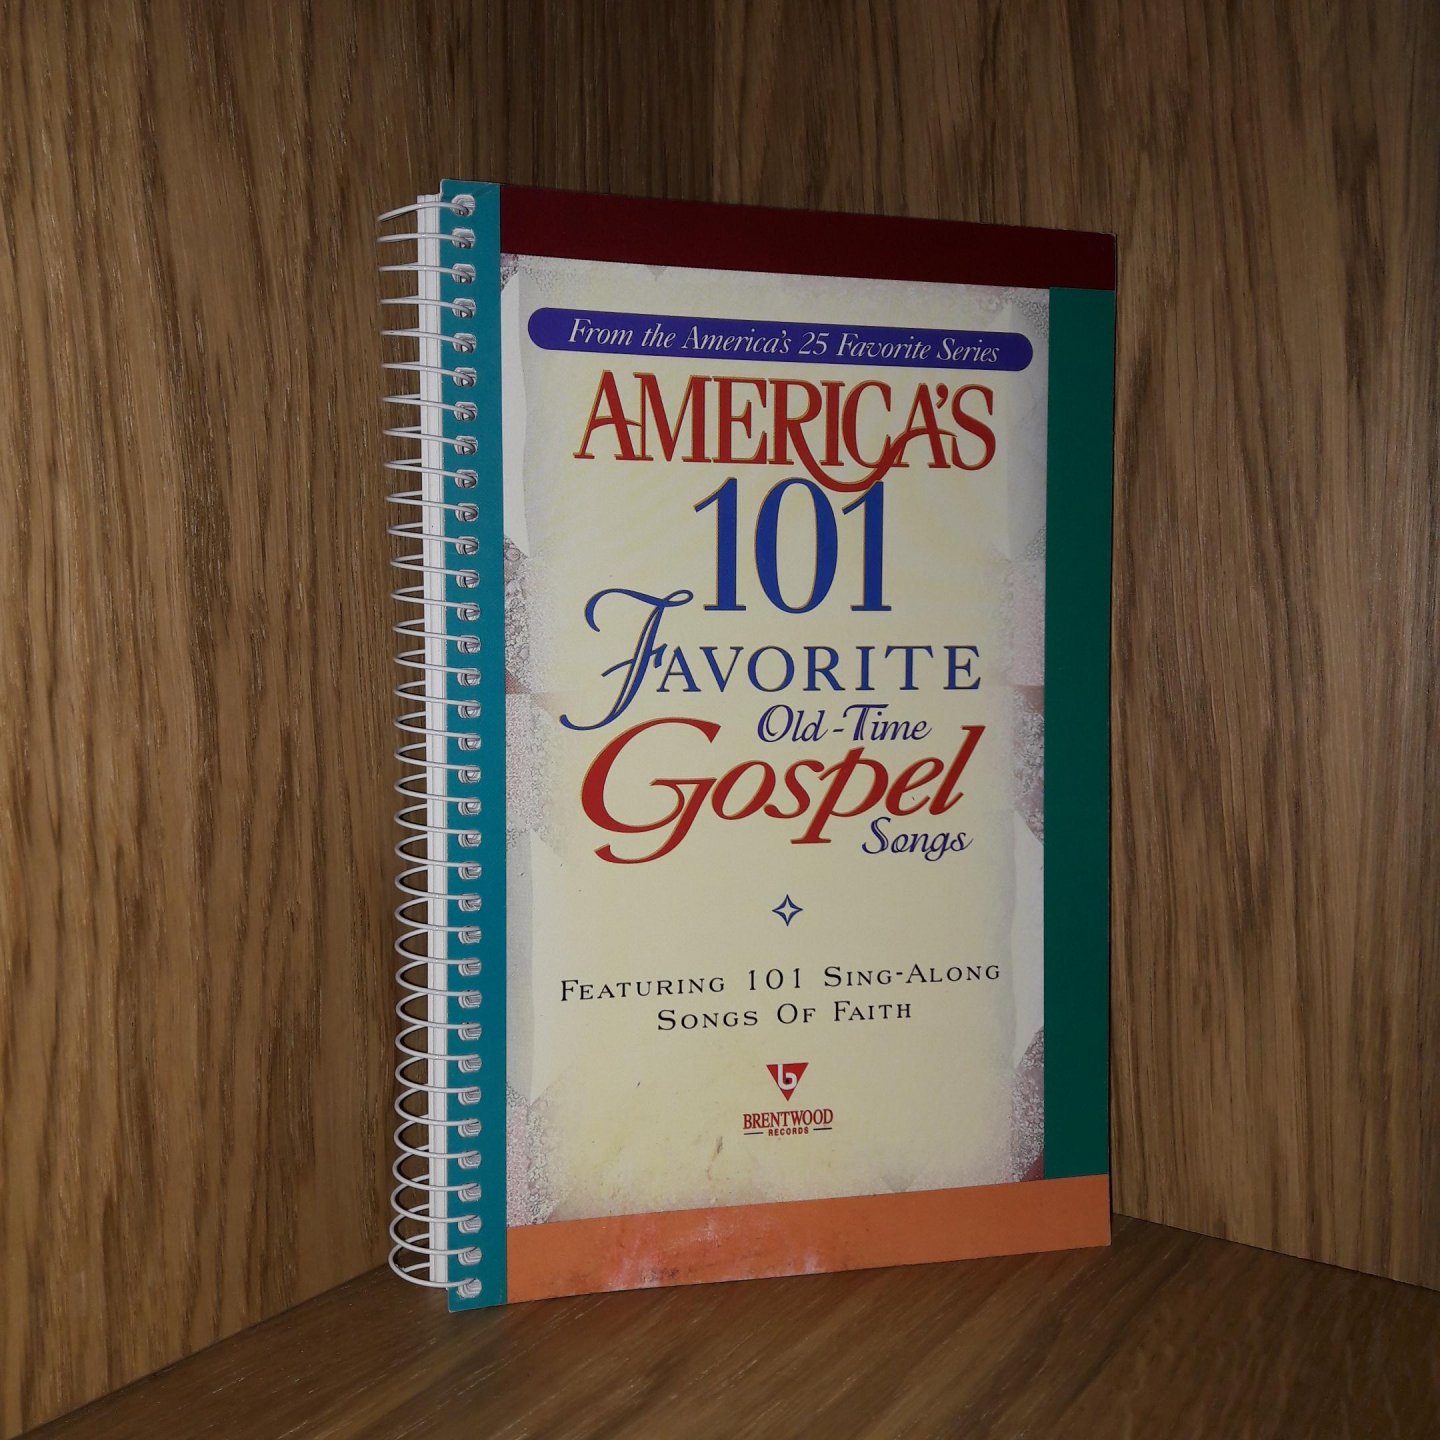 From the America's 25 Favorite Series
AMERICA'S
101
FAVORITE
Old-Time
Gospel
Songs
FEATURING 101 SING-ALONG
SONGS OF FAITH
b
BRENTWOOD
RECORDS